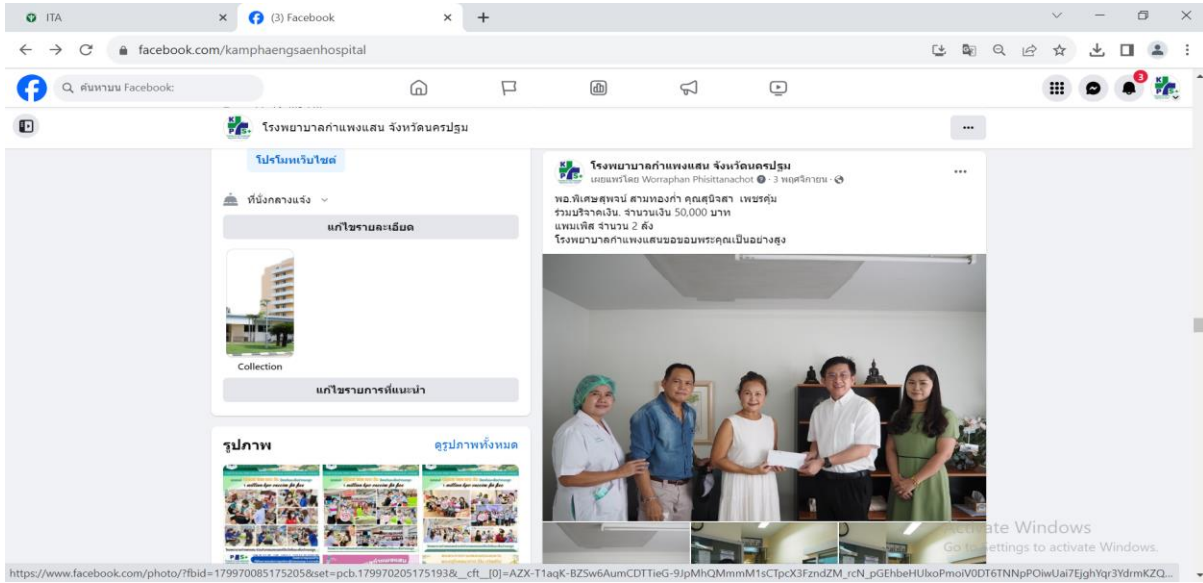 ITA
(3) Facebook
facebook.com/kamphaengsaenhospital
ค้นหาบน Facebook:
3
โรงพยาบาลกำแพงแสน จังหวัดนครปฐม
โปรโมทเว็บไซต์
ที่นั่งกลางแจ้ง
แก้ไขรายละเอียด
Collection
แก้ไขรายการที่แนะนำ
รูปภาพ
ดูรูปภาพทั้งหมด
โรงพยาบาลกำแพงแสน จังหวัดนครปฐม
เผยแพร่โดย Worraphan Phisittanachot · 3 พฤศจิกายน ·
พอ.พิเศษสุพจน์ สามทองก่ำ คุณสุนิจสา เพชรคุ้ม
ร่วมบริจาคเงิน. จำนวนเงิน 50,000 บาท
แพมเพิส จำนวน 2 ลัง
โรงพยาบาลกำแพงแสนขอขอบพระคุณเป็นอย่างสูง
Activate Windows
Go to Settings to activate Windows.